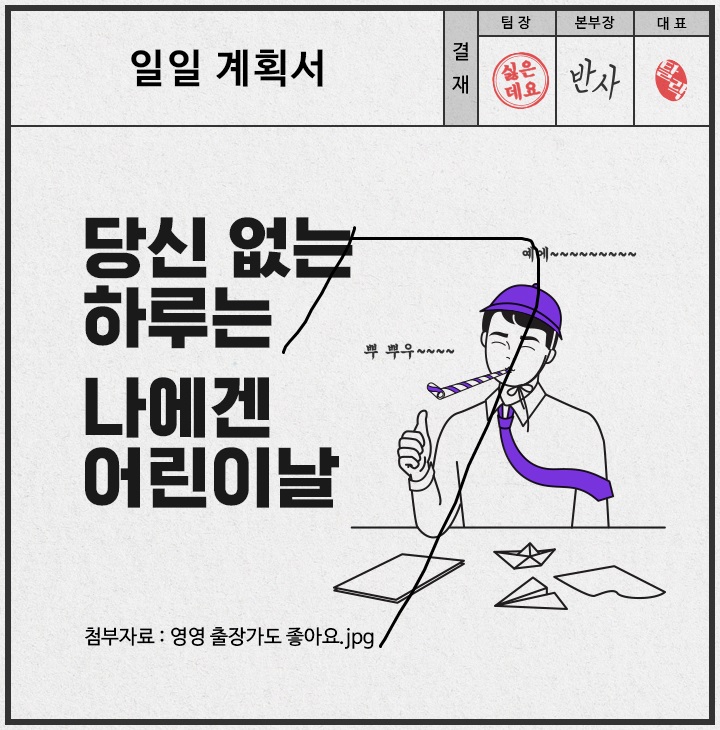 일일 계획서
결재
팀장
본부장
대표
싫은데요
반사
당신 없는
하루는
나에겐
어린이날
예에~~~~~~~~~
뿌 뿌우~~~~
첨부자료 : 영영 출장가도 좋아요.jpg